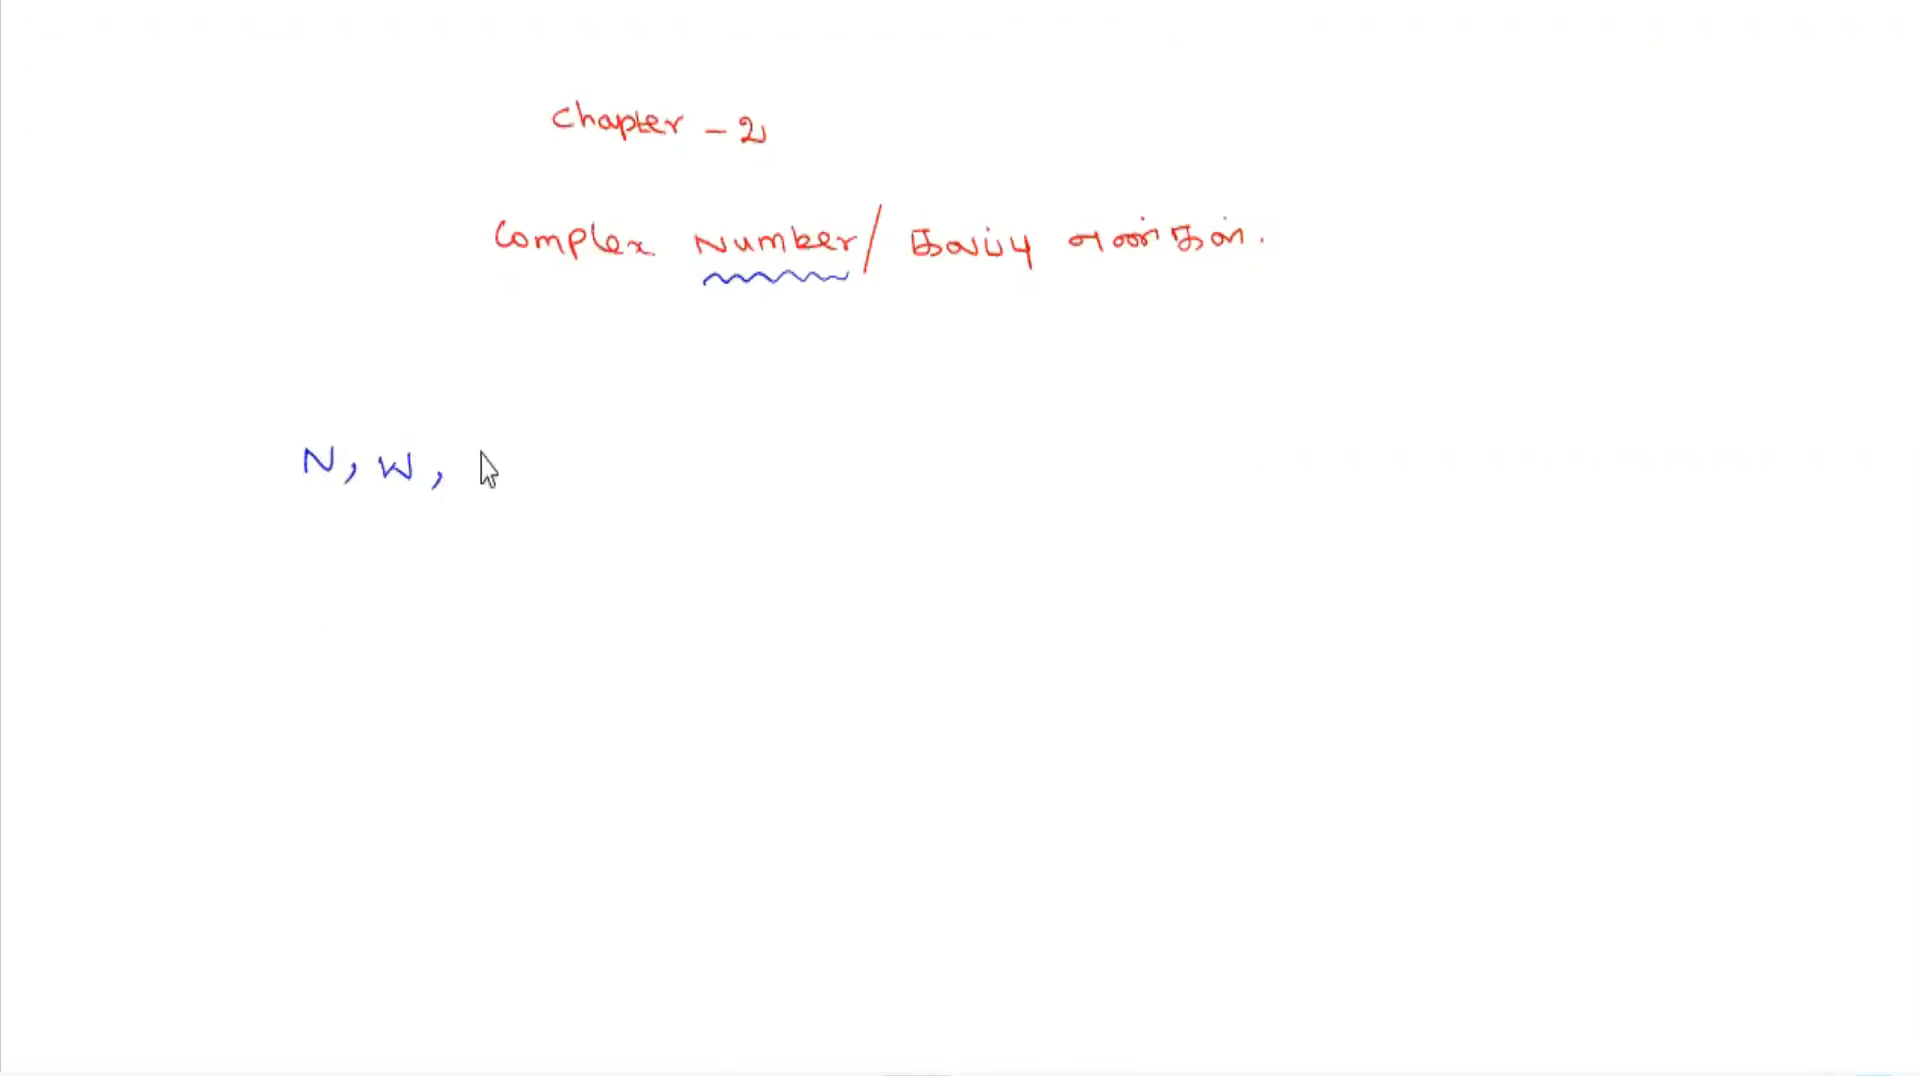 Chapter - 2
Complex Number/ கலப்பு எண்கள்.
N, W,